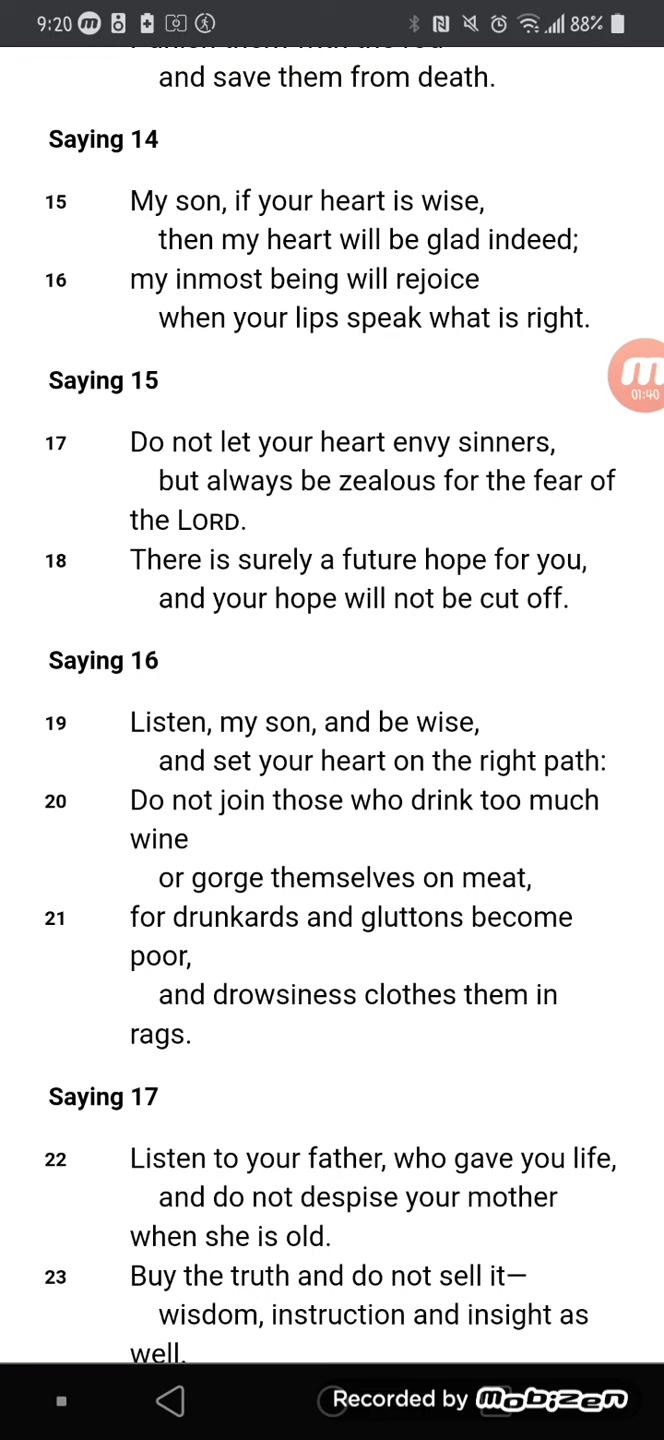 9:20 m 88%
and save them from death.
Saying 14
15 My son, if your heart is wise,
then my heart will be glad indeed;
16 my inmost being will rejoice
when your lips speak what is right.
m
01:40
Saying 15
17 Do not let your heart envy sinners,
but always be zealous for the fear of
the LORD.
18 There is surely a future hope for you,
and your hope will not be cut off.
Saying 16
19 Listen, my son, and be wise,
and set your heart on the right path:
20 Do not join those who drink too much
wine
or gorge themselves on meat,
21 for drunkards and gluttons become
poor,
and drowsiness clothes them in
rags.
Saying 17
22 Listen to your father, who gave you life,
and do not despise your mother
when she is old.
23 Buy the truth and do not sell it—
wisdom, instruction and insight as
well.
Recorded by mobizen